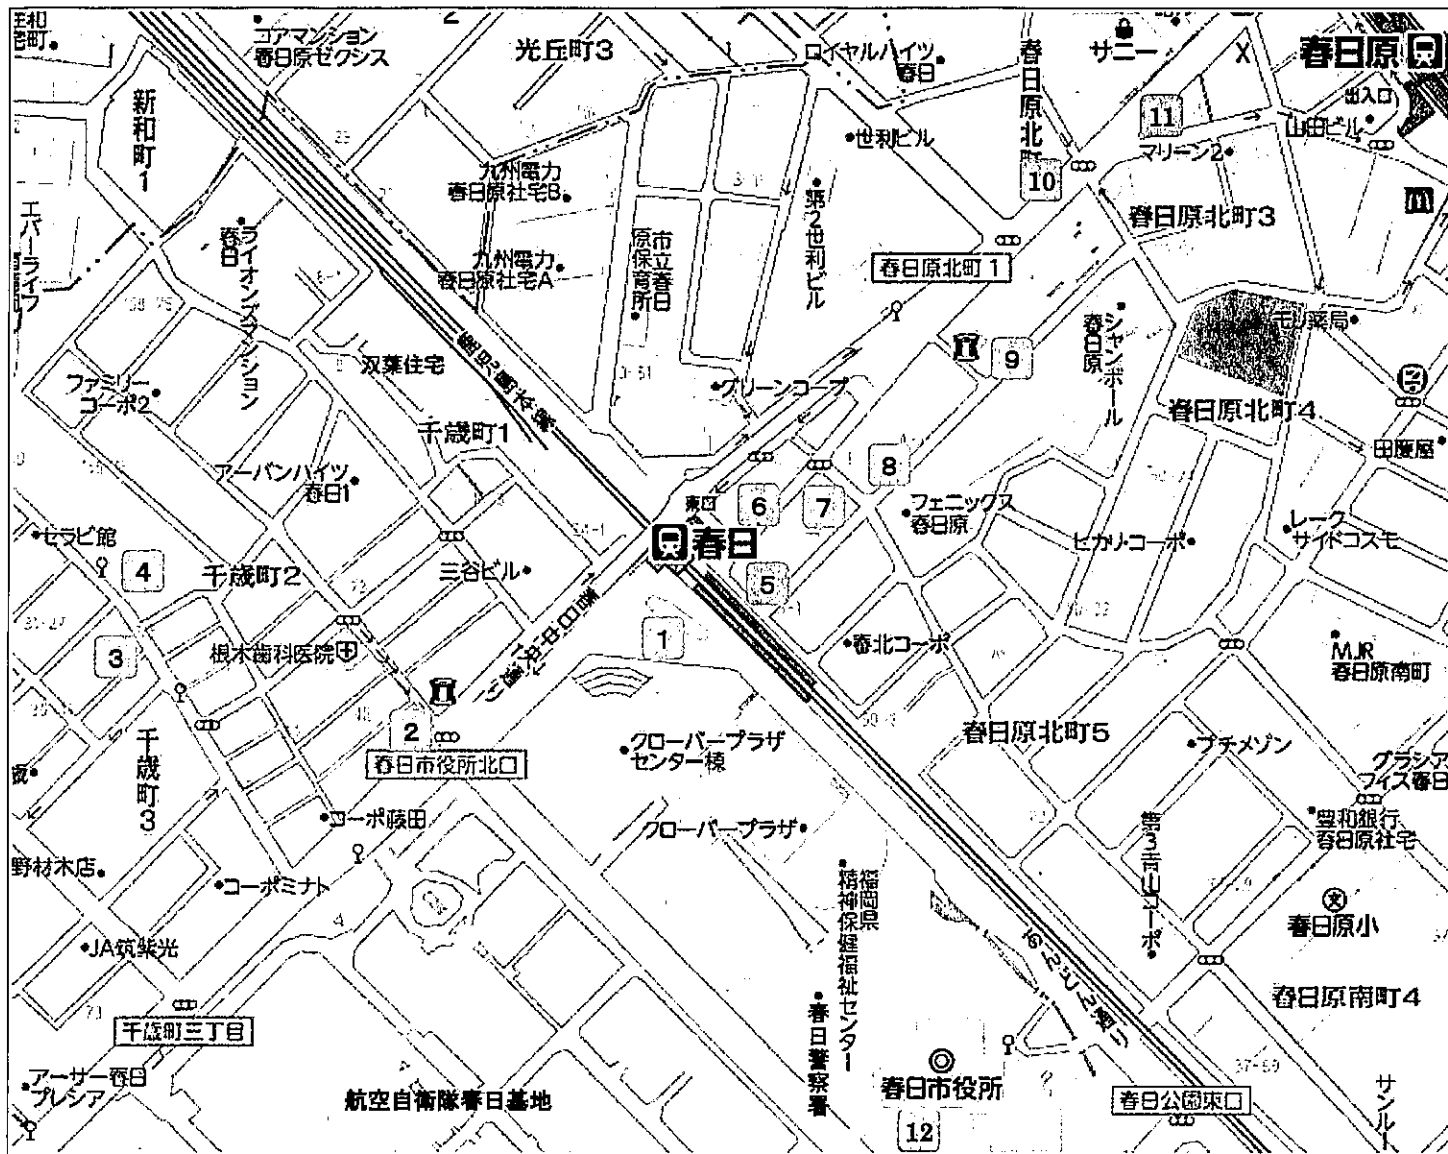 コアマンション
春日原ゼクシス
光丘町3
ロイヤルハイツ
春日
春日原北町
サニー
春日原
出入口
新和町1
11
山田ビル
世利ビル
マリーン2
九州電力
春日原社宅B
10
エバーライフ
ライオンズマンション
春日
第2世利ビル
春日原北町3
市立春日
原保育所
九州電力
春日原社宅A
春日原北町1
シャンボール
春日原
モリ薬局
双葉住宅
鹿児島本線
9
ファミリー
コーポ2
グリーンコープ
春日原北町4
千歳町1
田慶屋
アーバンハイツ
春日1
8
東口
6
7
フェニックス
春日原
レーク
サイドコスモ
セラビ館
春日
ヒカリ・コーポ
4
千歳町2
三谷ビル
5
3
根木歯科医院
1
春北コーポ
MJR
春日原南町
2
春日市役所北口
クローバープラザ
センター棟
春日原北町5
プチメゾン
千歳町3
グラシア
フィス春日
コーポ藤田
クローバープラザ
第3青山コーポ
豊和銀行
春日原社宅
野材木店
コーポミナト
福岡県
精神保健福祉センター
春日原小
JA筑紫光
春日警察署
春日原南町4
千歳町三丁目
アーサー春日
プレシア
航空自衛隊春日基地
春日市役所
春日公園東口
サンルー
12